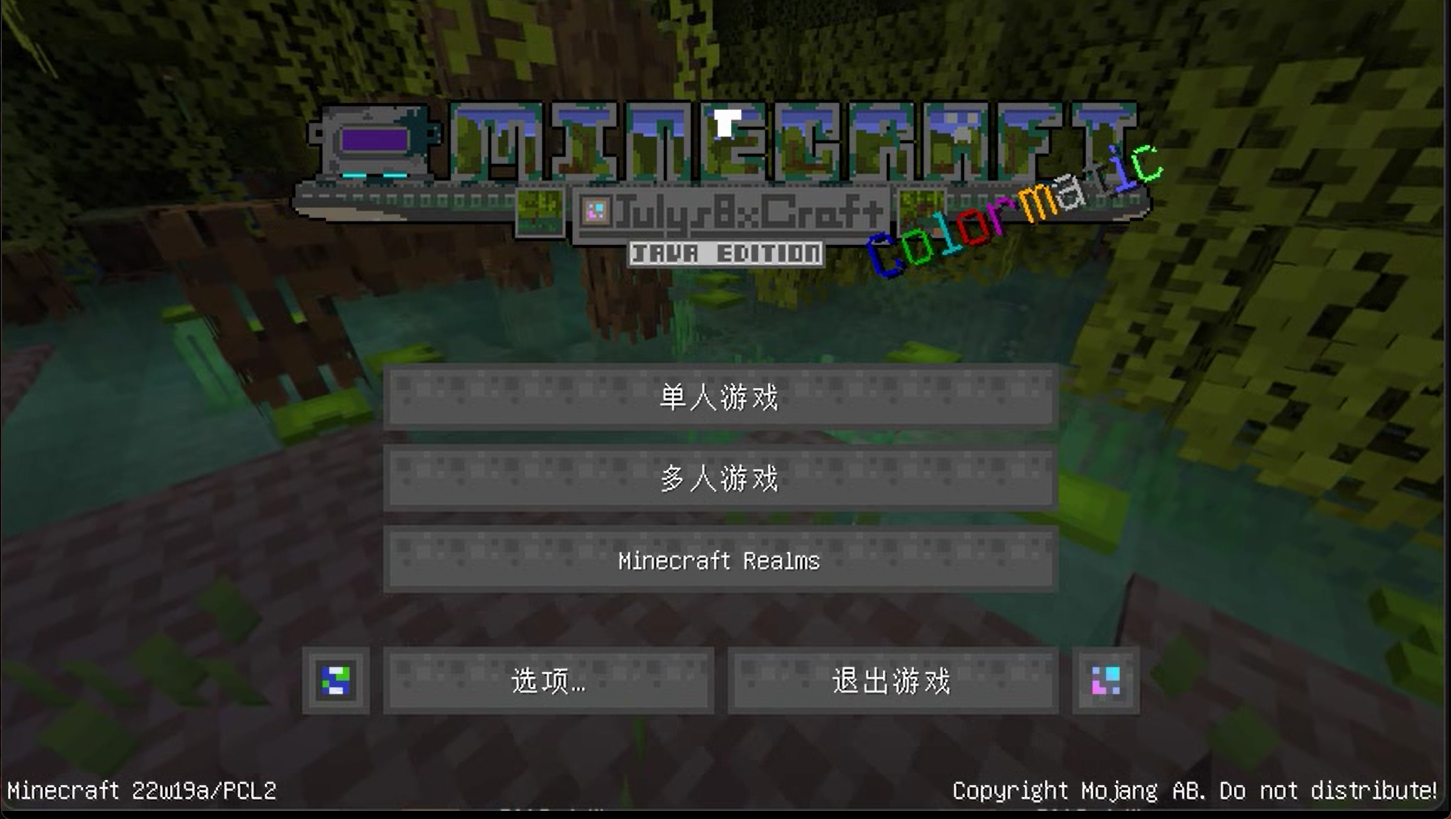 MINECRAFT
Julys8xCraft
JAVA EDITION
Colormatic
单人游戏
多人游戏
Minecraft Realms
选项...
退出游戏
Minecraft 22w19a/PCL2
Copyright Mojang AB. Do not distribute!